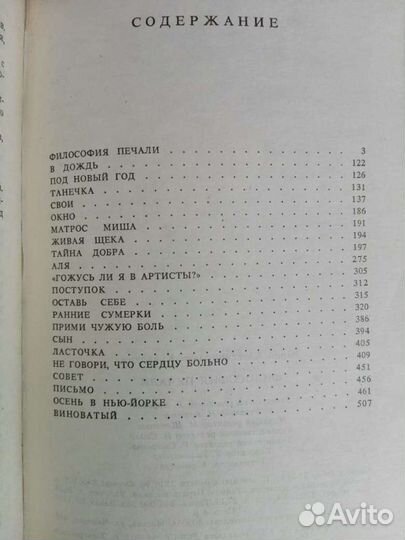 СОДЕРЖАНИЕ
ФИЛОСОФИЯ ПЕЧАЛИ . . . . . . . . . . 3
В ДОЖДЬ . . . . . . . . . . 122
ПОД НОВЫЙ ГОД . . . . . . . . . . 126
ТАНЕЧКА . . . . . . . . . . 131
СВОИ . . . . . . . . . . 137
ОКНО . . . . . . . . . . 186
МАТРОС МИША . . . . . . . . . . 191
ЖИВАЯ ЩЕКА . . . . . . . . . . 194
ТАЙНА ДОБРА . . . . . . . . . . 197
АЛЯ . . . . . . . . . . 275
«ГОЖУСЬ ЛИ Я В АРТИСТЫ?» . . . . . . . . . . 305
ПОСТУПОК . . . . . . . . . . 312
ОСТАВЬ СЕБЕ . . . . . . . . . . 315
РАННИЕ СУМЕРКИ . . . . . . . . . . 320
ПРИМИ ЧУЖУЮ БОЛЬ . . . . . . . . . . 386
СЫН . . . . . . . . . . 394
ЛАСТОЧКА . . . . . . . . . . 405
НЕ ГОВОРИ, ЧТО СЕРДЦУ БОЛЬНО . . . . . . . . . . 409
СОВЕТ . . . . . . . . . . 451
ПИСЬМО . . . . . . . . . . 456
ОСЕНЬ В НЬЮ-ЙОРКЕ . . . . . . . . . . 461
ВИНОВАТЫЙ . . . . . . . . . . 507
Avito